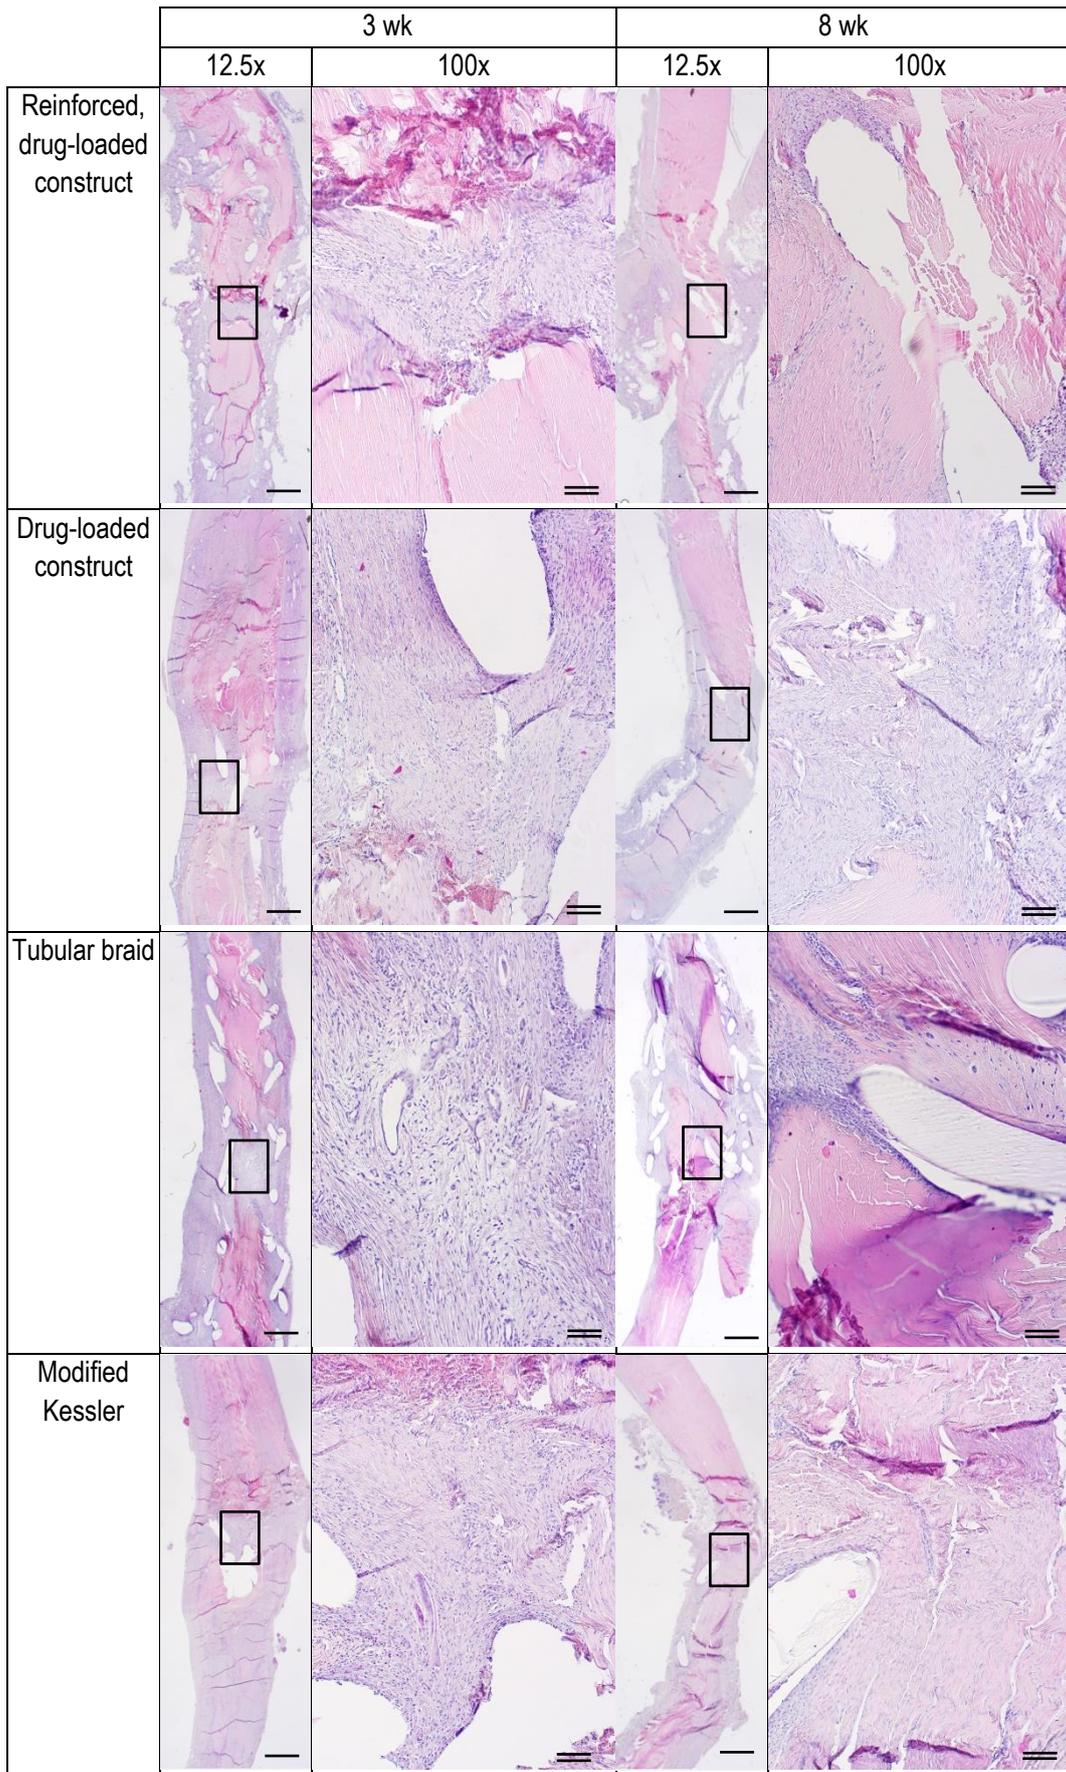 3 wk
8 wk
12.5x
100x
12.5x
100x
Reinforced,
drug-loaded
construct
Drug-loaded
construct
Tubular braid
Modified
Kessler